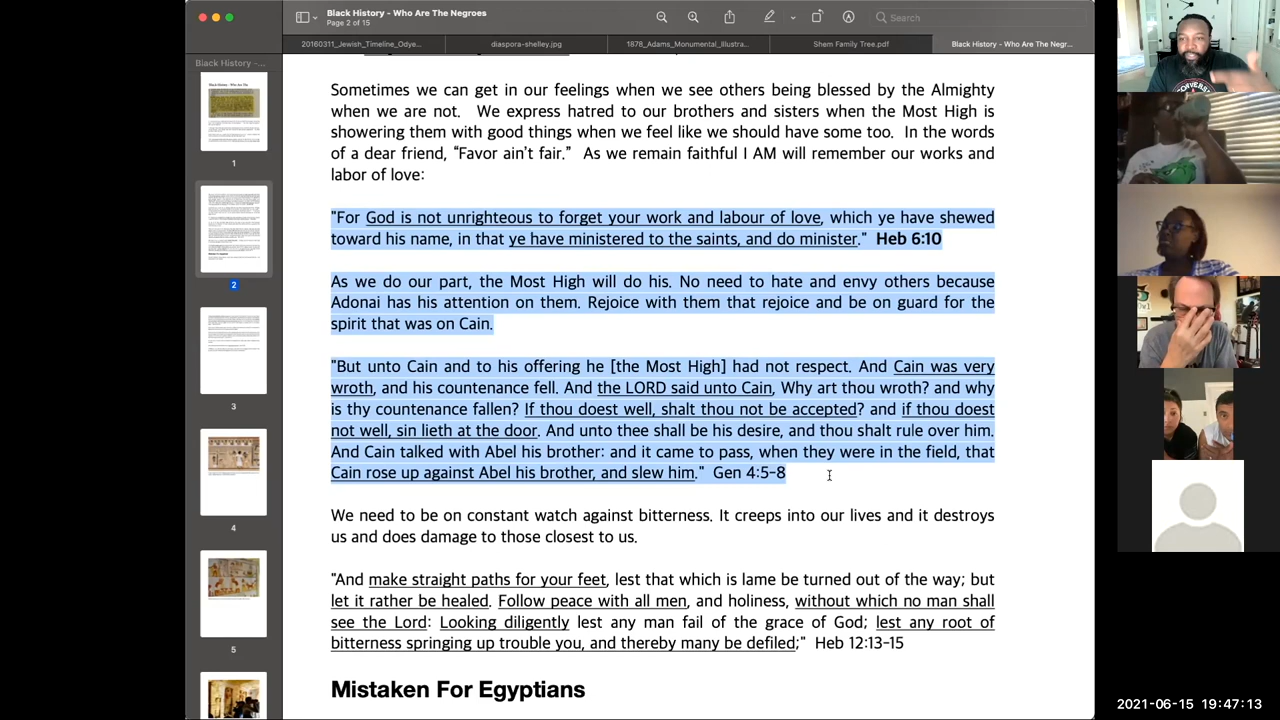 Black History - Who Are The Negroes
Page 2 of 15
Search
20160311_Jewish_Timeline_Odye...
diaspora-shelley.jpg
1878_Adams_Monumental_Illustra...
Shem Family Tree.pdf
Black History - Who Are The Negr...
Black History -...
1
2
3
4
5
Sometimes we can get in our feelings when we see others being blessed by the Almighty
when we are not. We express hatred to our brothers and sisters when the Most High is
showering them with good things when we feel like we should have some too. In the words
of a dear friend, “Favor ain’t fair.” As we remain faithful I AM will remember our works and
labor of love:
"For God is not unrighteous to forget your work and labour of love, which ye have shewed
toward his name, in that ye have ministered to the saints, and do minister." Heb 6:10
As we do our part, the Most High will do his. No need to hate and envy others because
Adonai has his attention on them. Rejoice with them that rejoice and be on guard for the
spirit that was on Cain.
"But unto Cain and to his offering he [the Most High] had not respect. And Cain was very
wroth, and his countenance fell. And the LORD said unto Cain, Why art thou wroth? and why
is thy countenance fallen? If thou doest well, shalt thou not be accepted? and if thou doest
not well, sin lieth at the door. And unto thee shall be his desire, and thou shalt rule over him.
And Cain talked with Abel his brother: and it came to pass, when they were in the field, that
Cain rose up against Abel his brother, and slew him." Gen 4:5-8
We need to be on constant watch against bitterness. It creeps into our lives and it destroys
us and does damage to those closest to us.
"And make straight paths for your feet, lest that which is lame be turned out of the way; but
let it rather be healed. Follow peace with all men, and holiness, without which no man shall
see the Lord: Looking diligently lest any man fail of the grace of God; lest any root of
bitterness springing up trouble you, and thereby many be defiled;" Heb 12:13-15
Mistaken For Egyptians
2021-06-15 19:47:13